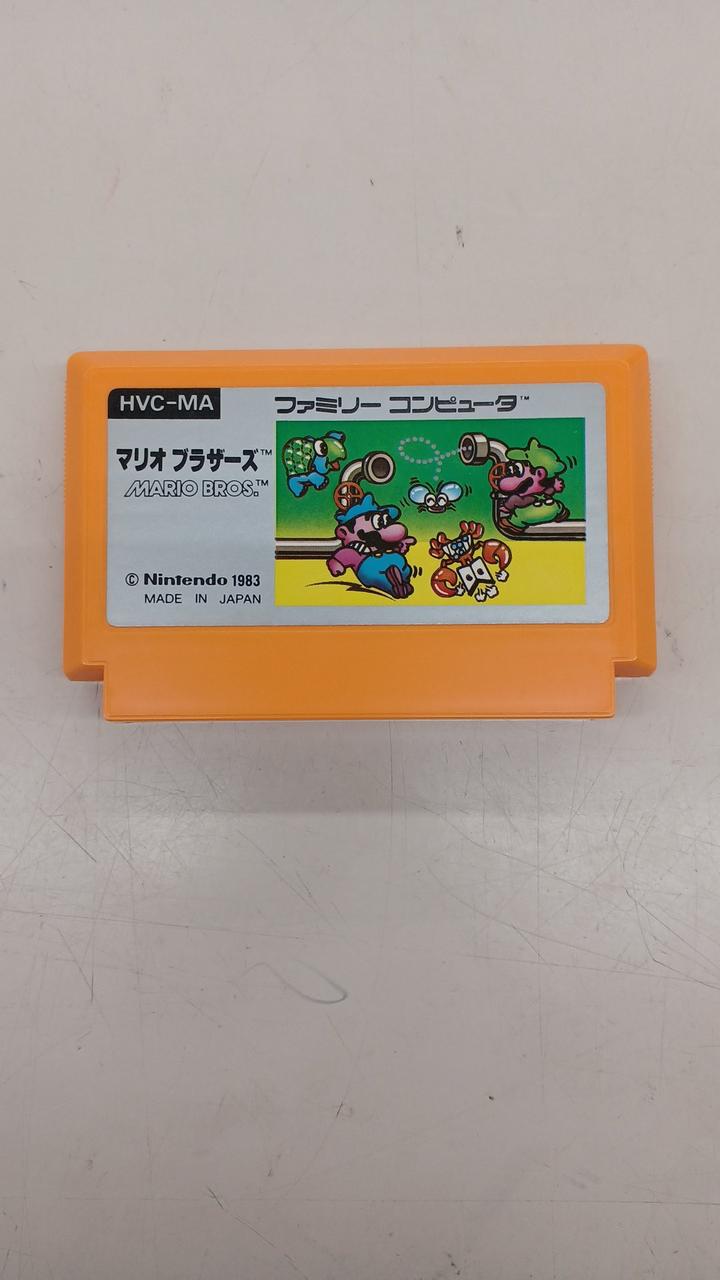 HVC-MA
ファミリー コンピュータ™
マリオ ブラザーズ™
MARIO BROS.™
© Nintendo 1983
MADE IN JAPAN